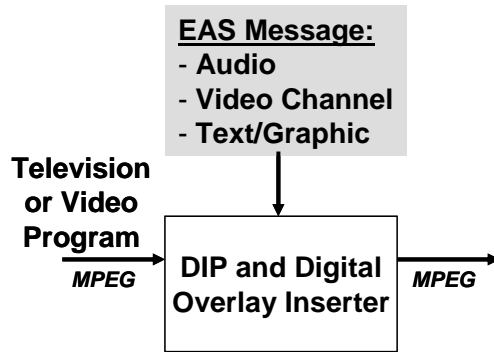 EAS Message:
- Audio
- Video Channel
- Text/Graphic
Television
or Video
Program
MPEG
DIP and Digital
Overlay Inserter
MPEG